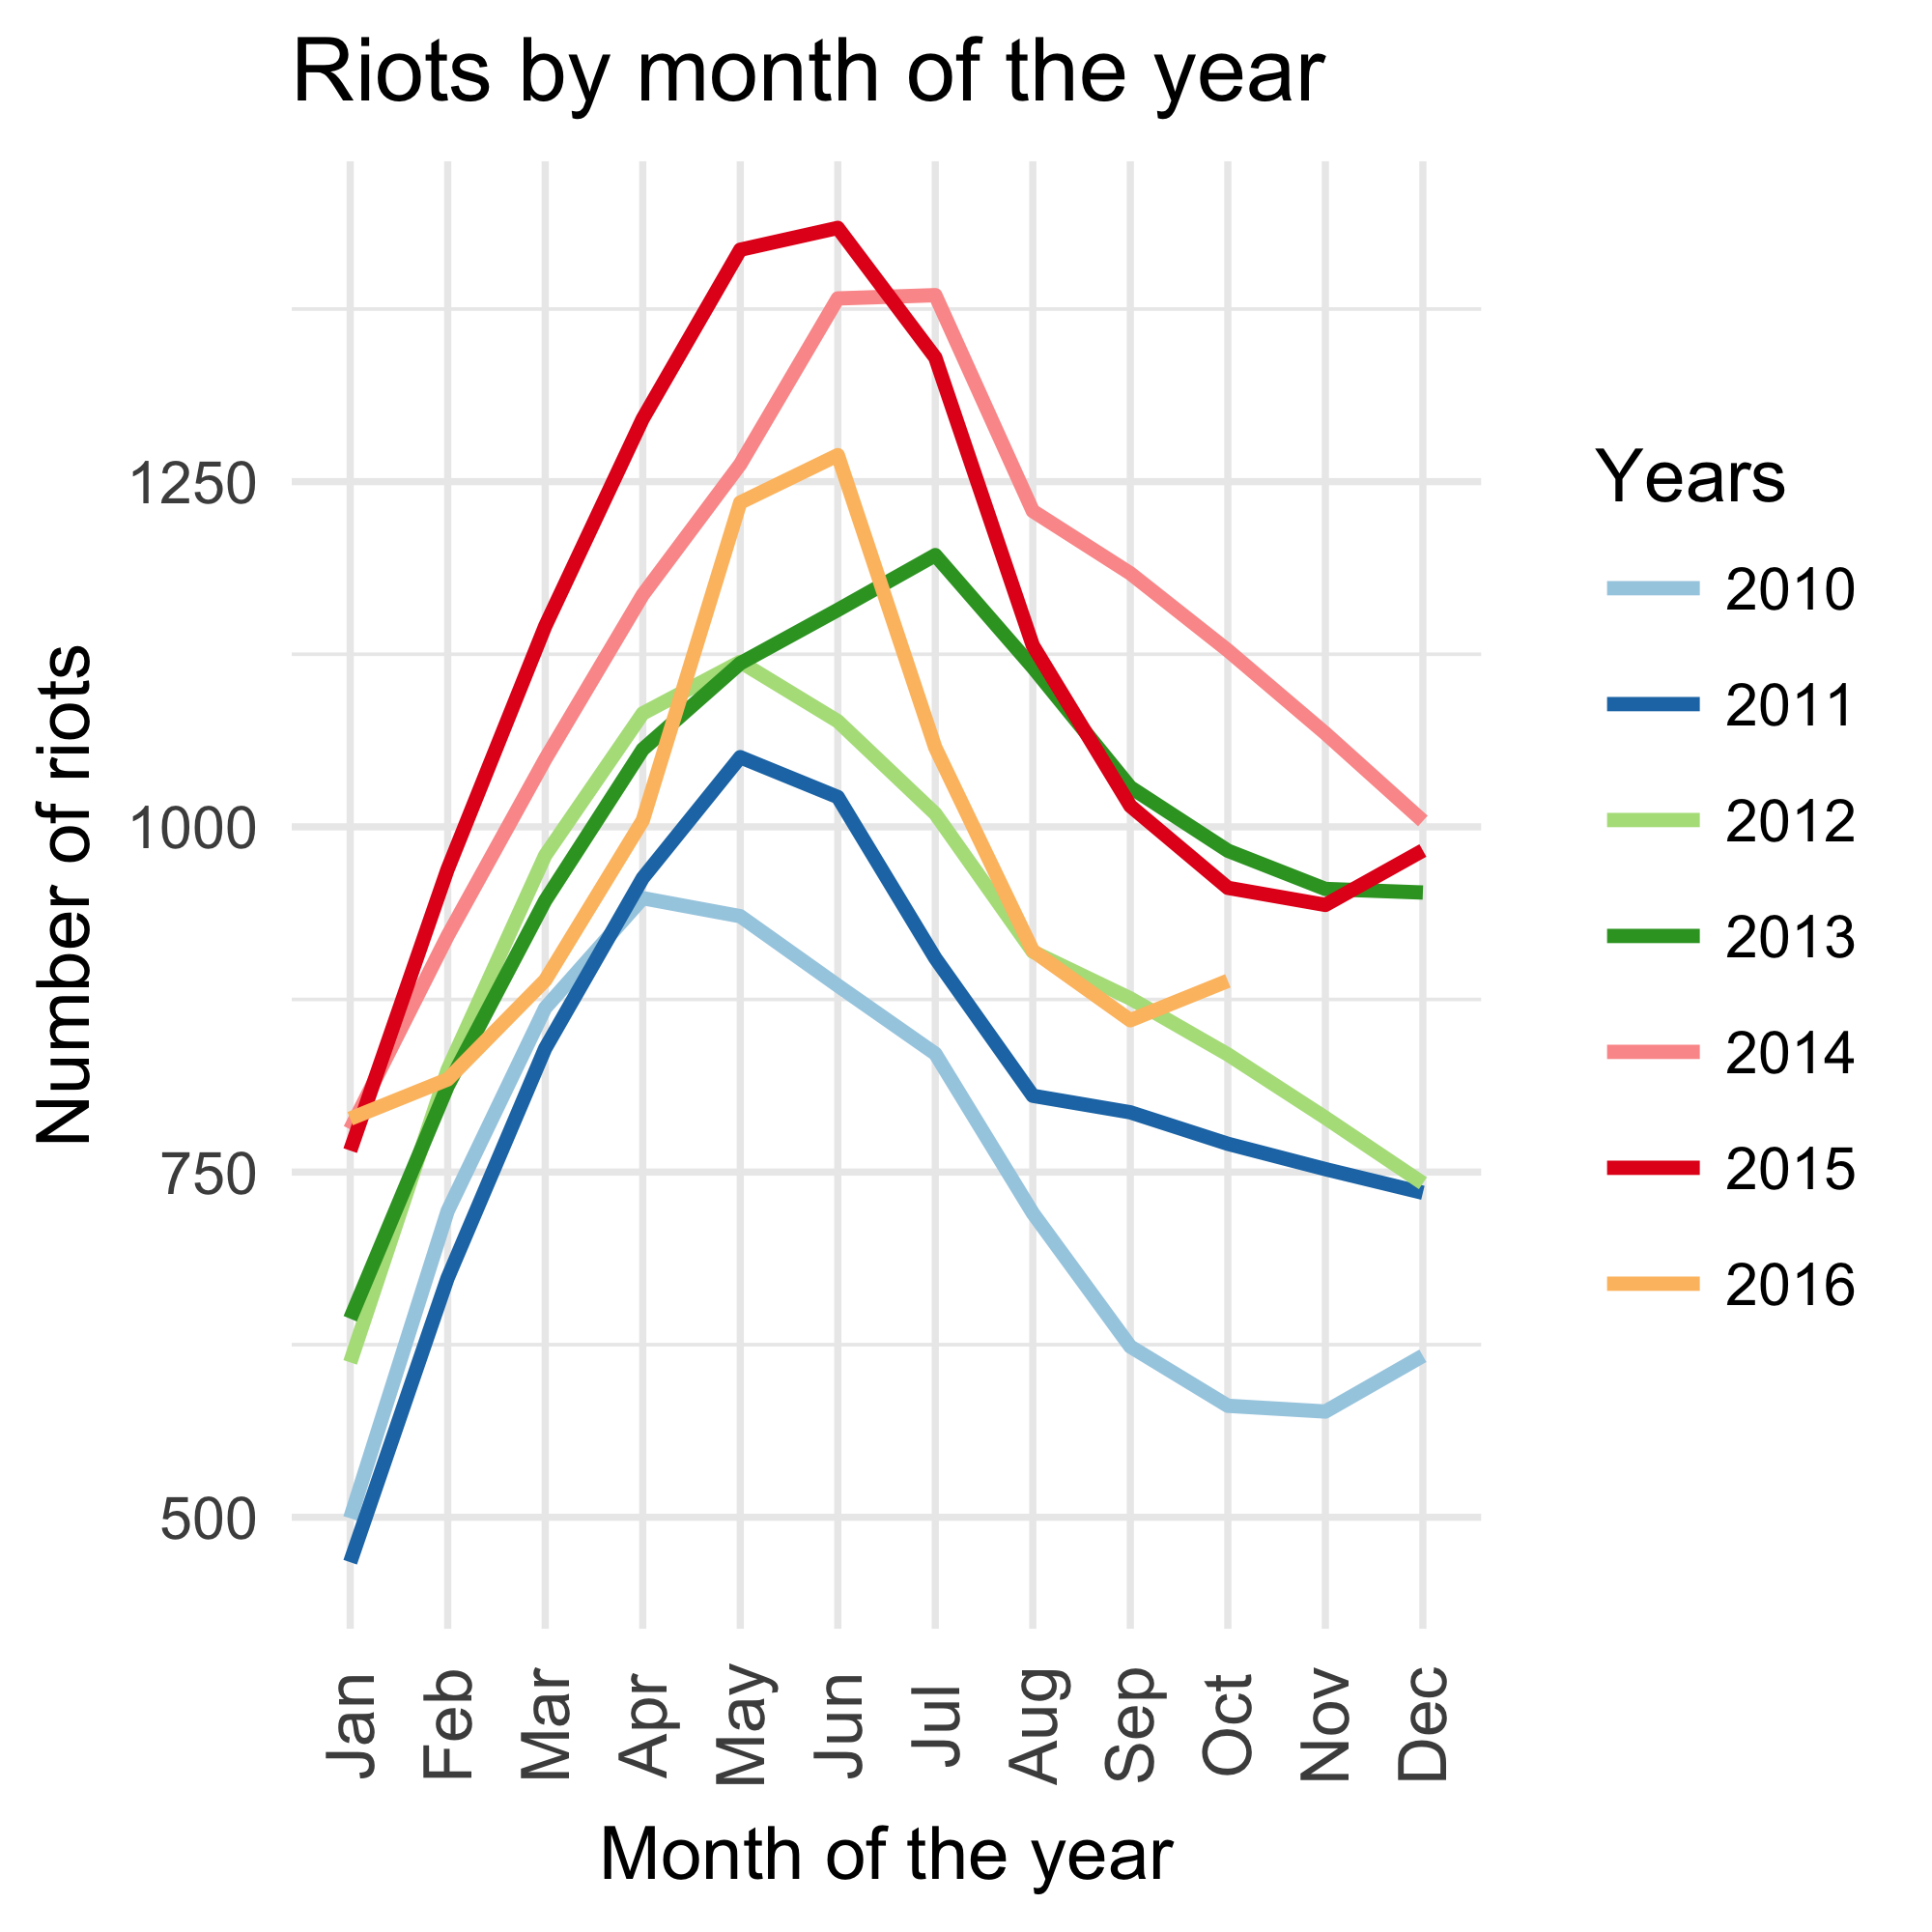 Riots by month of the year
Number of riots
1250
1000
750
500
Jan
Feb
Mar
Apr
May
Jun
Jul
Aug
Sep
Oct
Nov
Dec
Month of the year
Years
2010
2011
2012
2013
2014
2015
2016